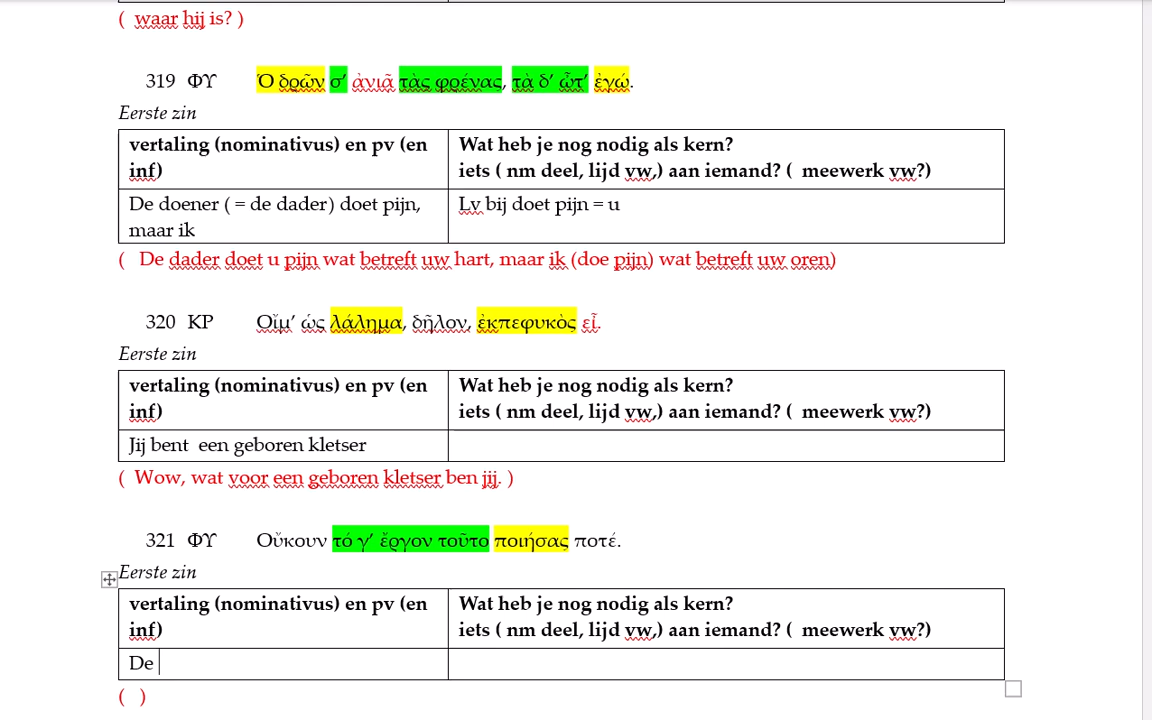 ( waar hij is? )
319 ΦΥ Ὁ δρῶν σ’ ἀνιᾷ τὰς φρένας, τὰ δ’ ὦτ’ ἐγώ.
Eerste zin
vertaling (nominativus) en pv (en Wat heb je nog nodig als kern?
inf) iets ( nm deel, lijd vw,) aan iemand? ( meewerk vw?)
De doener ( = de dader) doet pijn, Lv bij doet pijn = u
maar ik
( De dader doet u pijn wat betreft uw hart, maar ik (doe pijn) wat betreft uw oren)
320 ΚΡ Οἴμ’ ὡς λάλημα, δῆλον, ἐκπεφυκὸς εἶ.
Eerste zin
vertaling (nominativus) en pv (en Wat heb je nog nodig als kern?
inf) iets ( nm deel, lijd vw,) aan iemand? ( meewerk vw?)
Jij bent een geboren kletser
( Wow, wat voor een geboren kletser ben jij. )
321 ΦΥ Οὔκουν τό γ’ ἔργον τοῦτο ποιήσας ποτέ.
Eerste zin
vertaling (nominativus) en pv (en Wat heb je nog nodig als kern?
inf) iets ( nm deel, lijd vw,) aan iemand? ( meewerk vw?)
De
( )